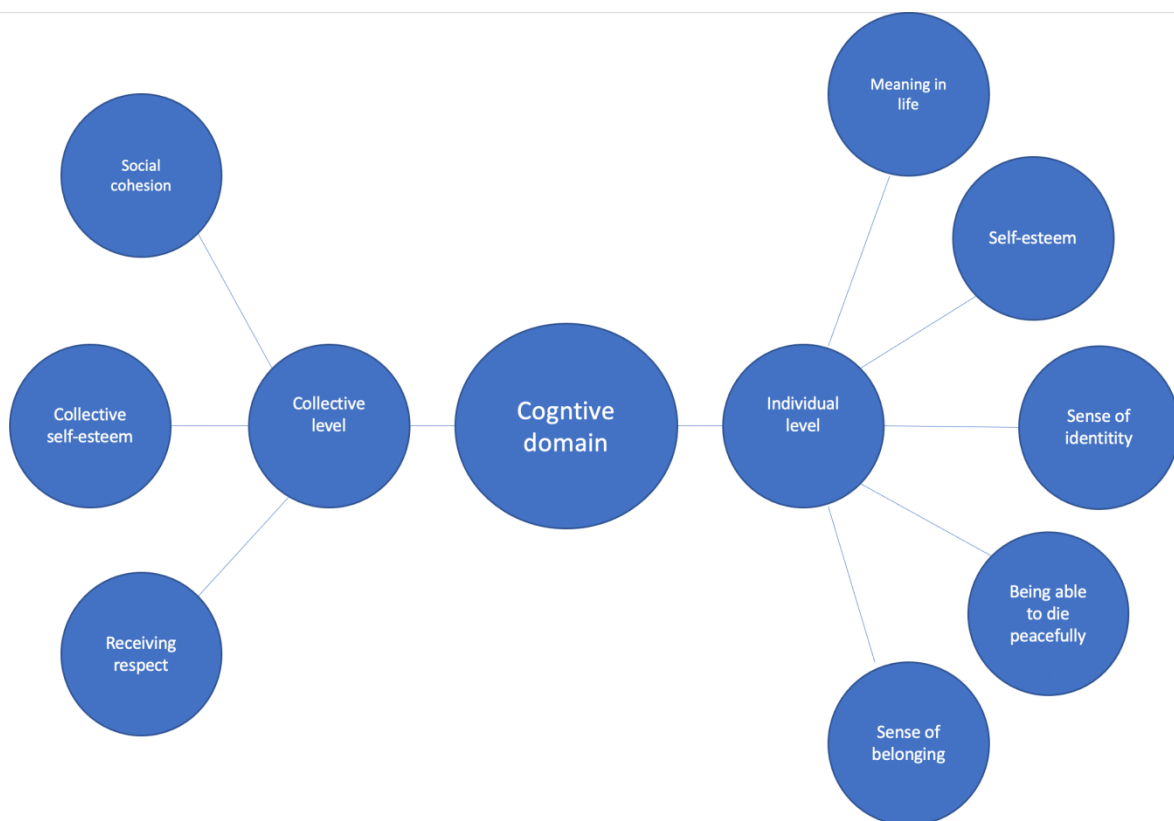 Meaning in
life
Social
cohesion
Self-esteem
Collective
self-esteem
Collective
level
Cogntive
domain
Individual
level
Sense of
identitity
Being able
to die
peacefully
Receiving
respect
Sense of
belonging